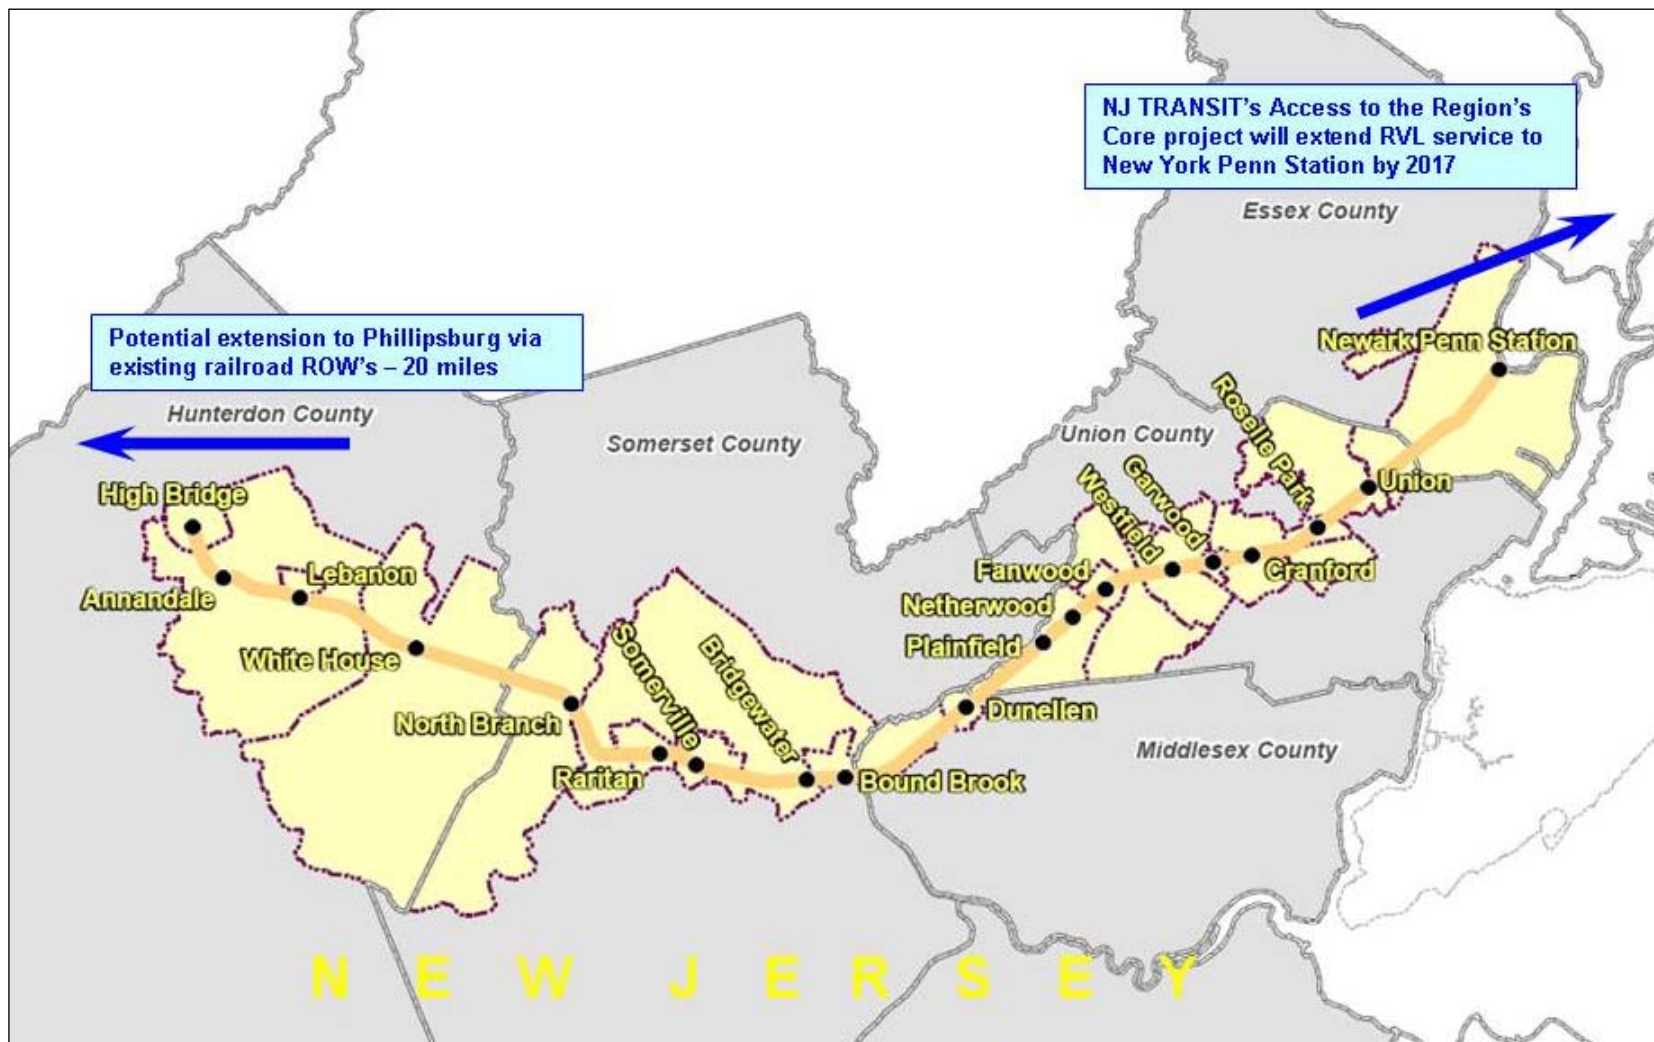 NJ TRANSIT's Access to the Region's
Core project will extend RVL service to
New York Penn Station by 2017
Essex County
Potential extension to Phillipsburg via
existing railroad ROW's – 20 miles
Newark Penn Station
Hunterdon County
Somerset County
Union County
Roselle Park
Garwood
Westfield
Union
High Bridge
Lebanon
Annandale
Fanwood
Cranford
Netherwood
Plainfield
White House
Somerville
Bridgewater
North Branch
Dunellen
Middlesex County
Raritan
Bound Brook
NEW JERSEY